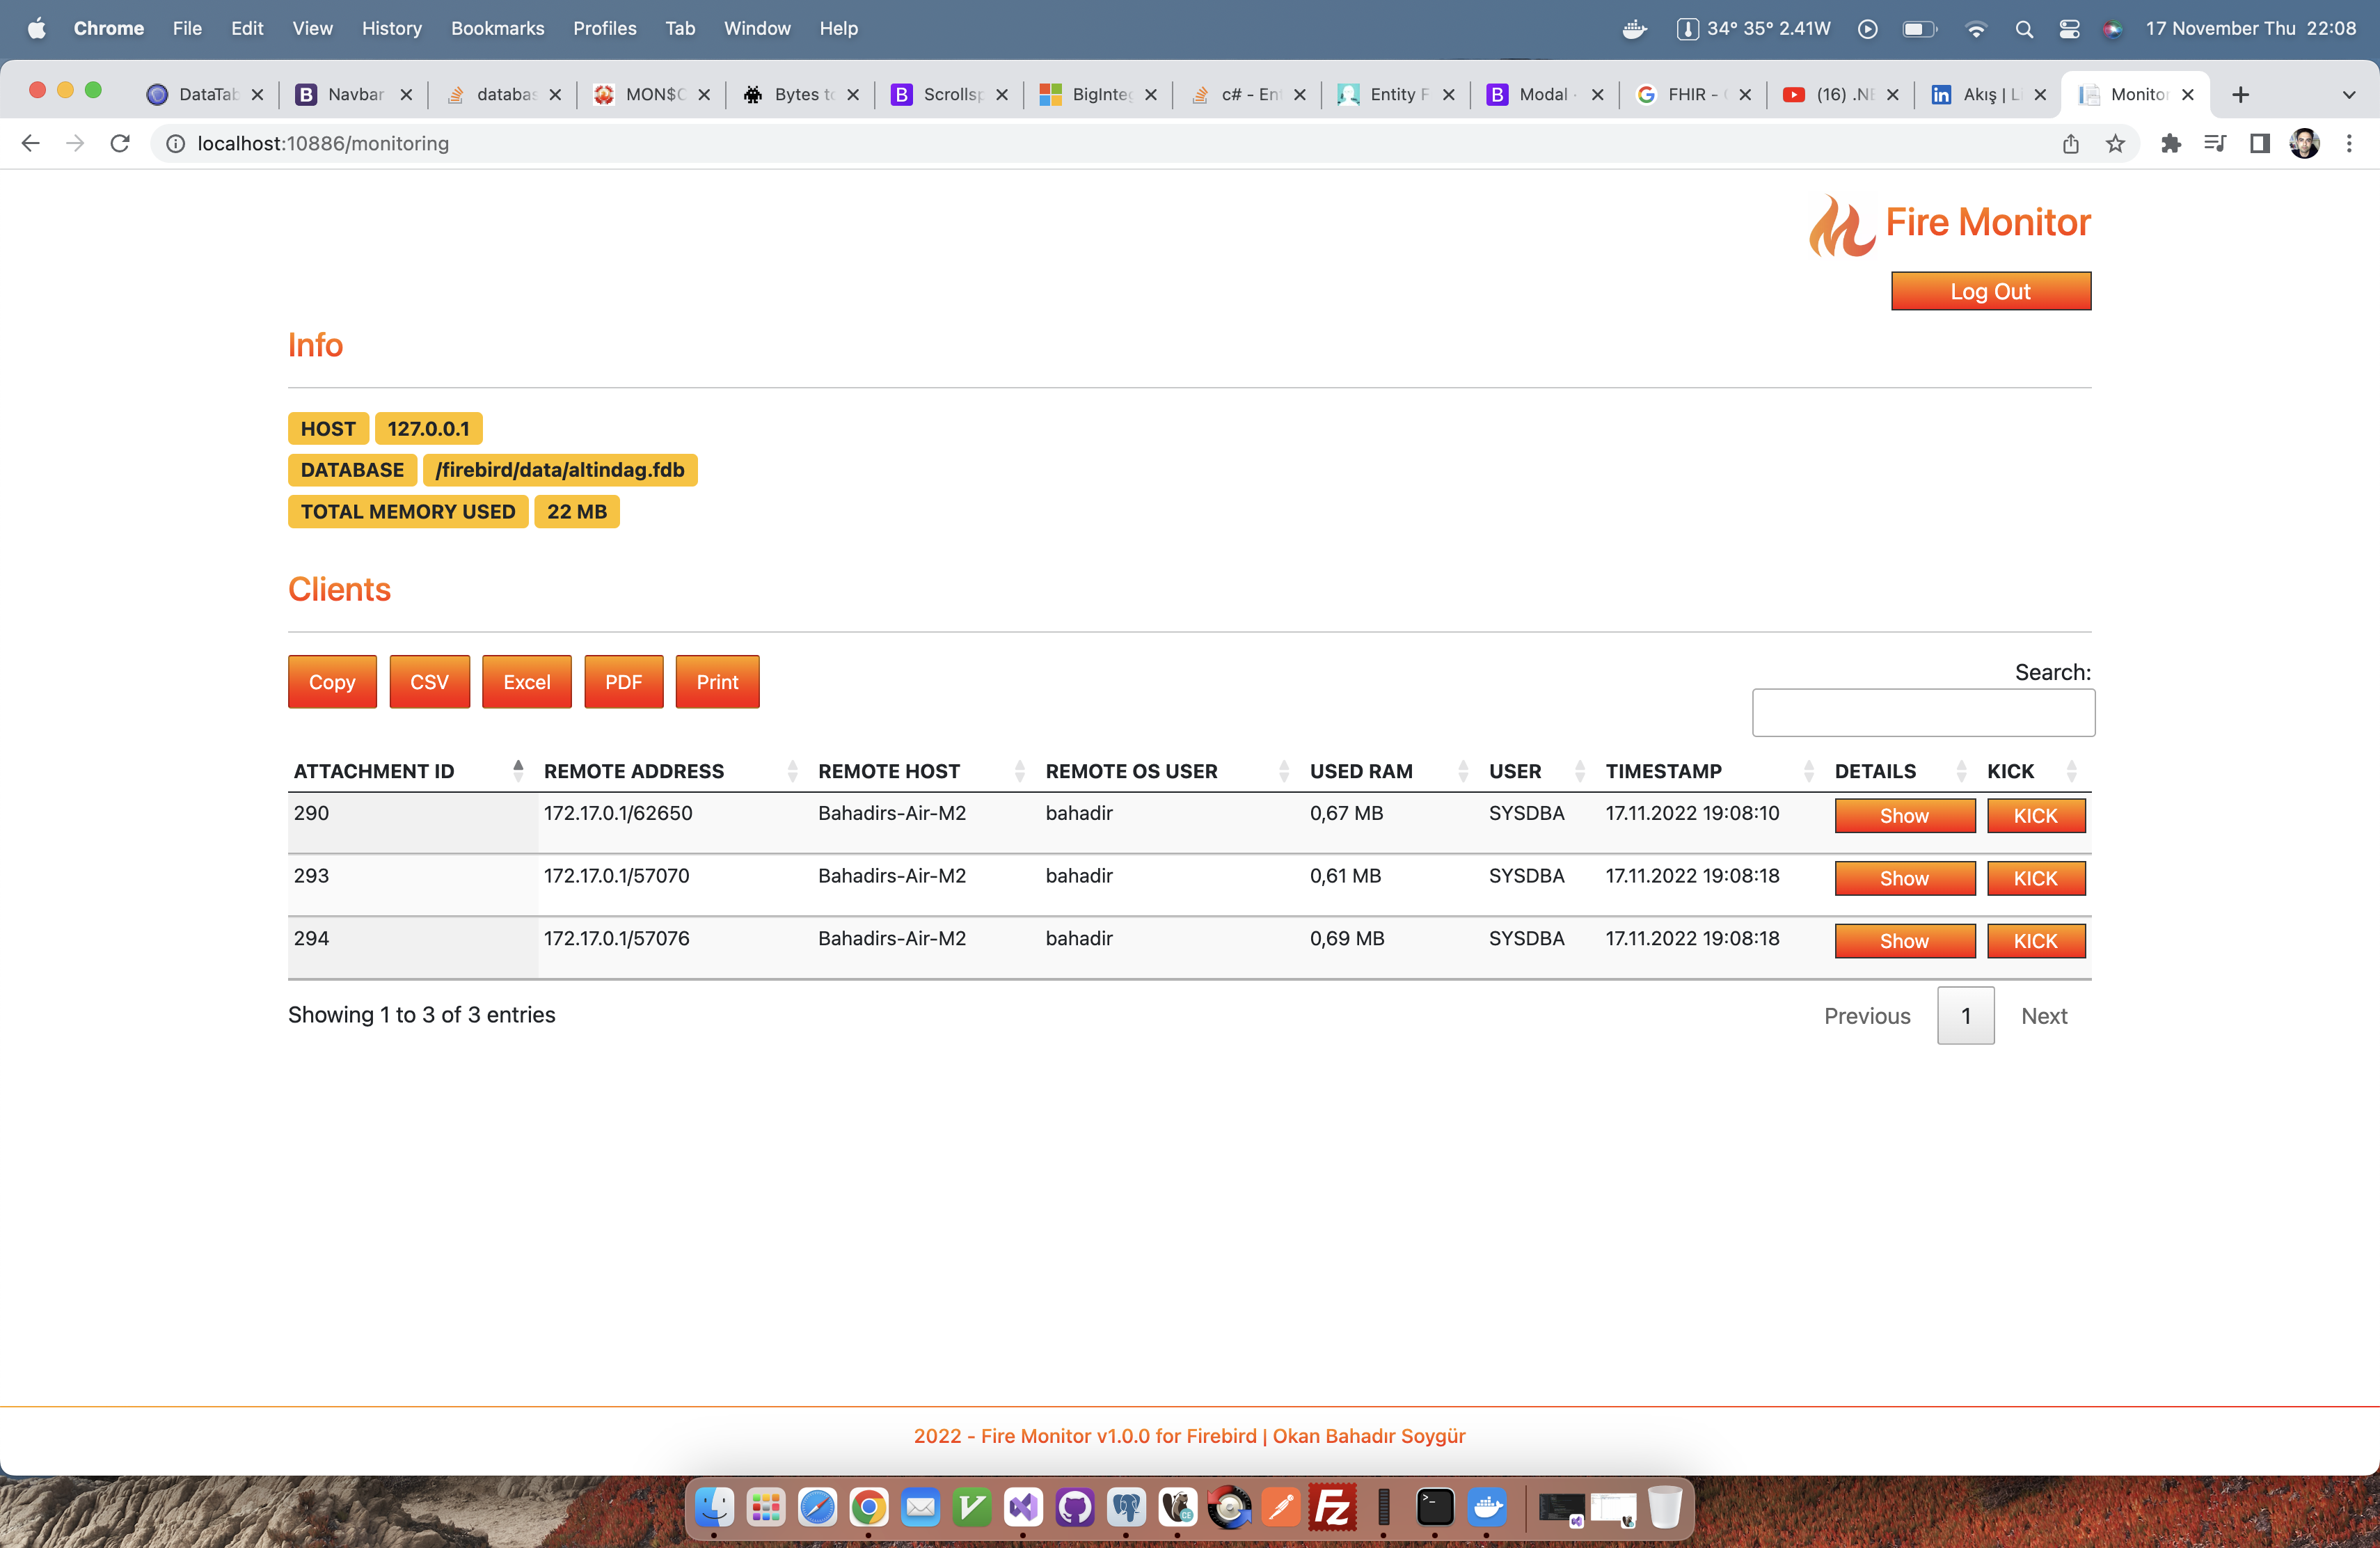 Chrome File Edit View History Bookmarks Profiles Tab Window Help 34° 35° 2.41W 17 November Thu 22:08
DataTab Navbar databas MON$C Bytes to Scrollsp BigInteg c# - En Entity F Modal - FHIR - (16) .NE Akış | Li Monitor
localhost:10886/monitoring
Fire Monitor
Log Out
Info
HOST 127.0.0.1
DATABASE /firebird/data/altindag.fdb
TOTAL MEMORY USED 22 MB
Clients
Copy CSV Excel PDF Print
Search:
ATTACHMENT ID REMOTE ADDRESS REMOTE HOST REMOTE OS USER USED RAM USER TIMESTAMP DETAILS KICK
290 172.17.0.1/62650 Bahadirs-Air-M2 bahadir 0,67 MB SYSDBA 17.11.2022 19:08:10 Show KICK
293 172.17.0.1/57070 Bahadirs-Air-M2 bahadir 0,61 MB SYSDBA 17.11.2022 19:08:18 Show KICK
294 172.17.0.1/57076 Bahadirs-Air-M2 bahadir 0,69 MB SYSDBA 17.11.2022 19:08:18 Show KICK
Showing 1 to 3 of 3 entries
Previous 1 Next
2022 - Fire Monitor v1.0.0 for Firebird | Okan Bahadır Soygür